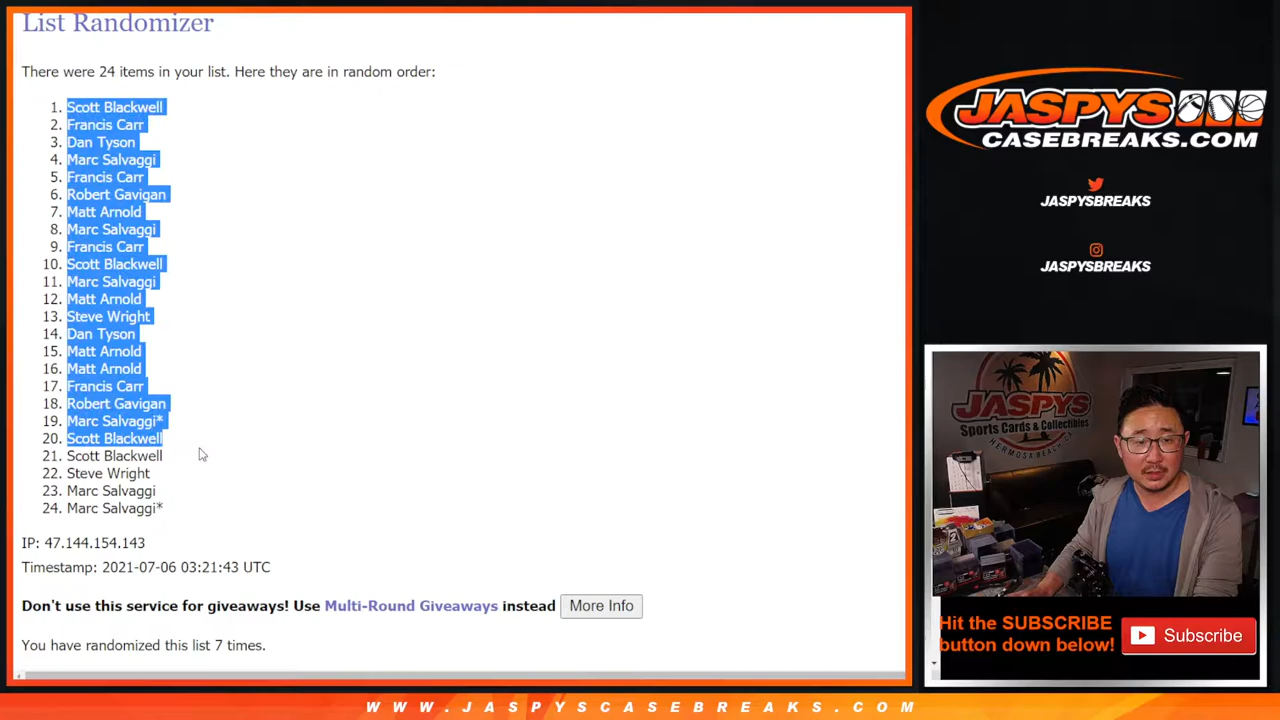 List Randomizer
There were 24 items in your list. Here they are in random order:
1. Scott Blackwell
2. Francis Carr
3. Dan Tyson
4. Marc Salvaggi
5. Francis Carr
6. Robert Gavigan
7. Matt Arnold
8. Marc Salvaggi
9. Francis Carr
10. Scott Blackwell
11. Marc Salvaggi
12. Matt Arnold
13. Steve Wright
14. Dan Tyson
15. Matt Arnold
16. Matt Arnold
17. Francis Carr
18. Robert Gavigan
19. Marc Salvaggi*
20. Scott Blackwell
21. Scott Blackwell
22. Steve Wright
23. Marc Salvaggi
24. Marc Salvaggi*
IP: 47.144.154.143
Timestamp: 2021-07-06 03:21:43 UTC
Don't use this service for giveaways! Use Multi-Round Giveaways instead More Info
You have randomized this list 7 times.
JASPYS
CASEBREAKS.COM
JASPYSBREAKS
JASPYSBREAKS
JASPYS
Sports Cards & Collectibles
HERMOSA BEACH, CA
Hit the SUBSCRIBE
button down below!
Subscribe
WWW.JASPYSCASEBREAKS.COM